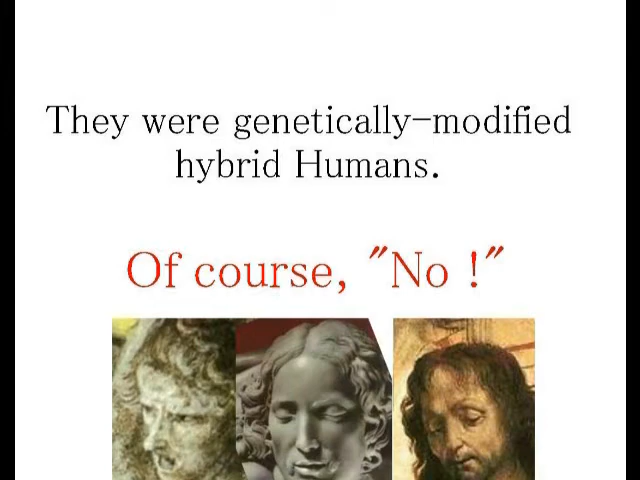 They were genetically-modified
hybrid Humans.
Of course, "No !"